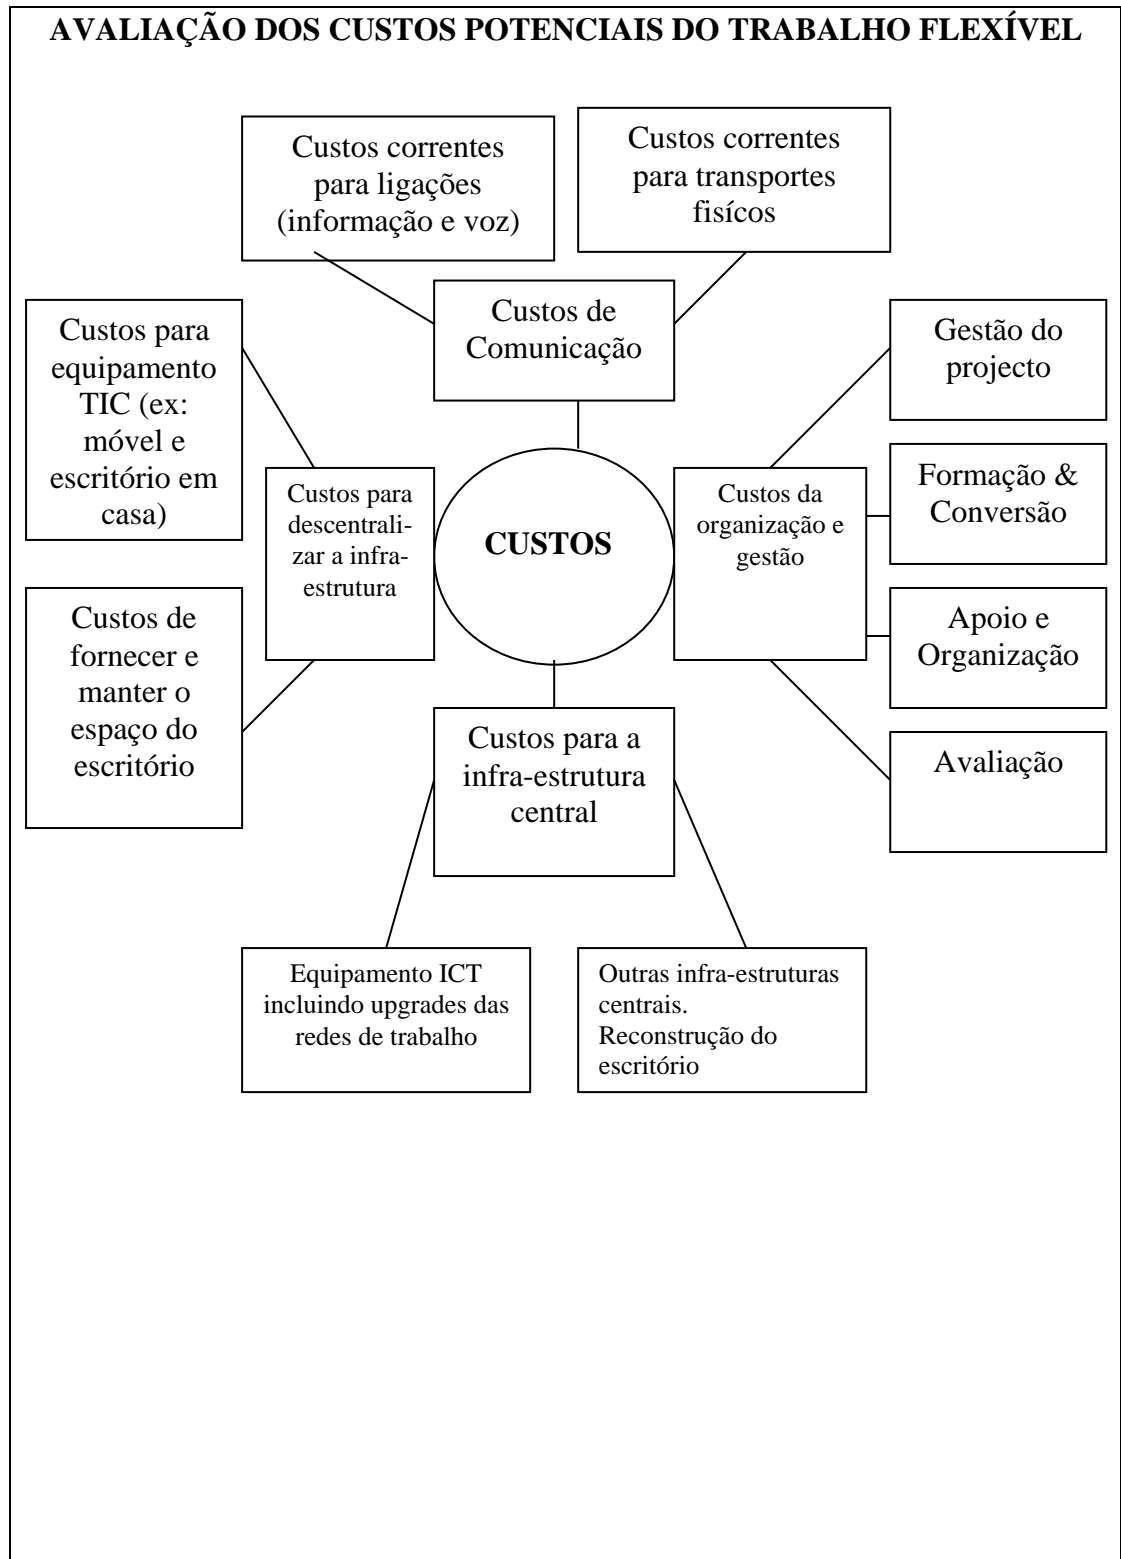 AVALIAÇÃO DOS CUSTOS POTENCIAIS DO TRABALHO FLEXÍVEL
Custos correntes
para ligações
(informação e voz)
Custos correntes
para transportes
fisícos
Custos de
Comunicação
Custos para
equipamento
TIC (ex:
móvel e
escritório em
casa)
Gestão do
projecto
Formação &
Conversão
Custos para
descentrali-
zar a infra-
estrutura
CUSTOS
Custos da
organização e
gestão
Custos de
fornecer e
manter o
espaço do
escritório
Apoio e
Organização
Custos para a
infra-estrutura
central
Avaliação
Equipamento ICT
incluindo upgrades das
redes de trabalho
Outras infra-estruturas
centrais.
Reconstrução do
escritório